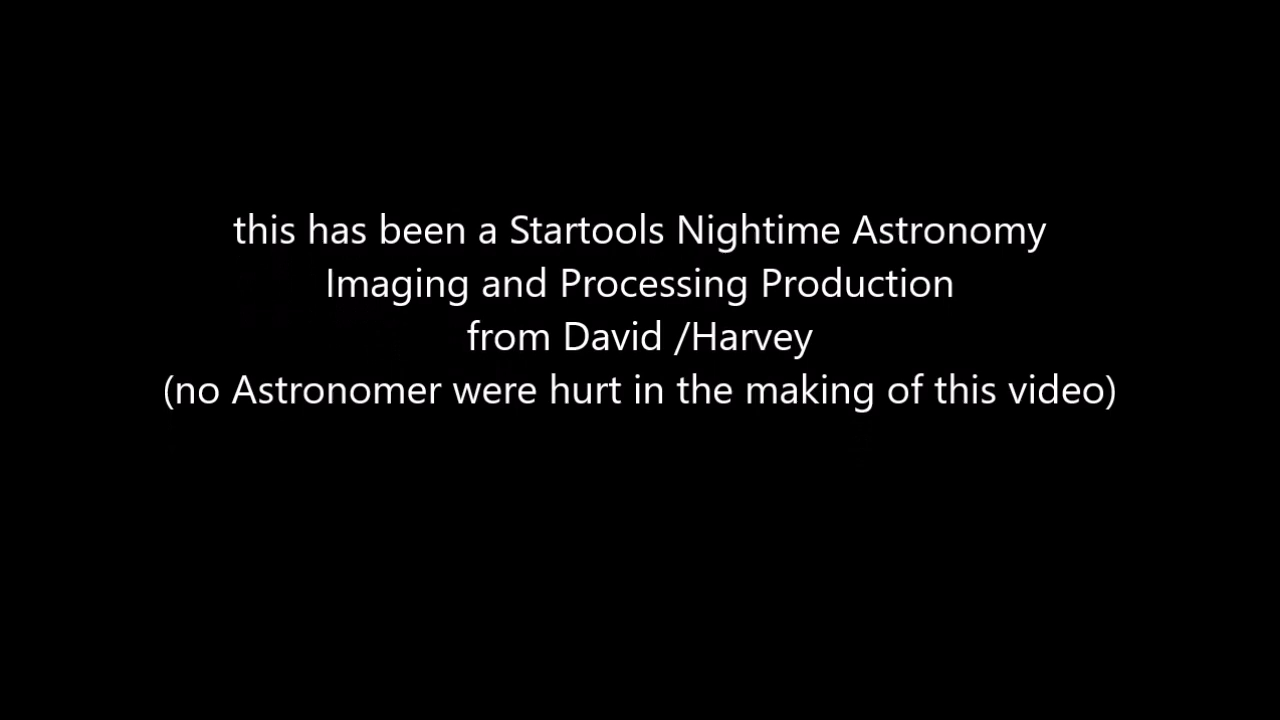 this has been a Startools Nightime Astronomy
Imaging and Processing Production
from David /Harvey
(no Astronomer were hurt in the making of this video)